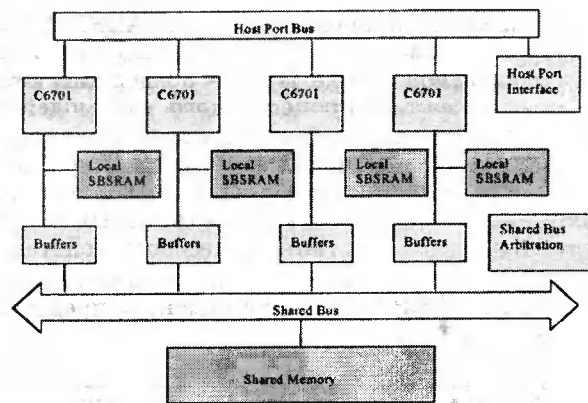 Host Port Bus
C6701
C6701
C6701
C6701
Host Port
Interface
Local
SBSRAM
Local
SBSRAM
Local
SBSRAM
Local
SBSRAM
Buffers
Buffers
Buffers
Buffers
Shared Bus
Arbitration
Shared Bus
Shared Memory